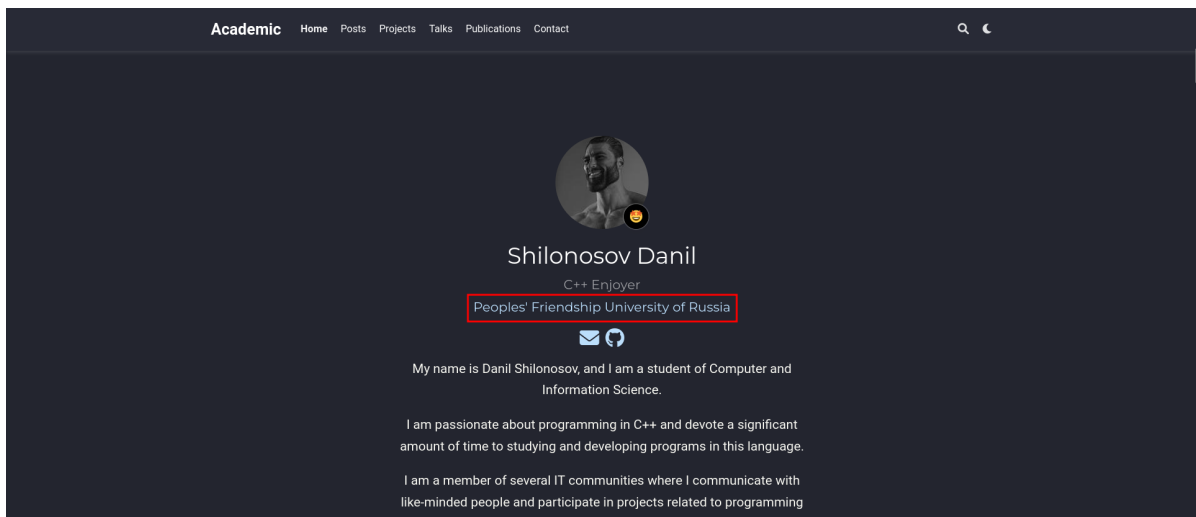 Academic Home Posts Projects Talks Publications Contact
Shilonosov Danil
C++ Enjoyer
Peoples' Friendship University of Russia
My name is Danil Shilonosov, and I am a student of Computer and
Information Science.
I am passionate about programming in C++ and devote a significant
amount of time to studying and developing programs in this language.
I am a member of several IT communities where I communicate with
like-minded people and participate in projects related to programming